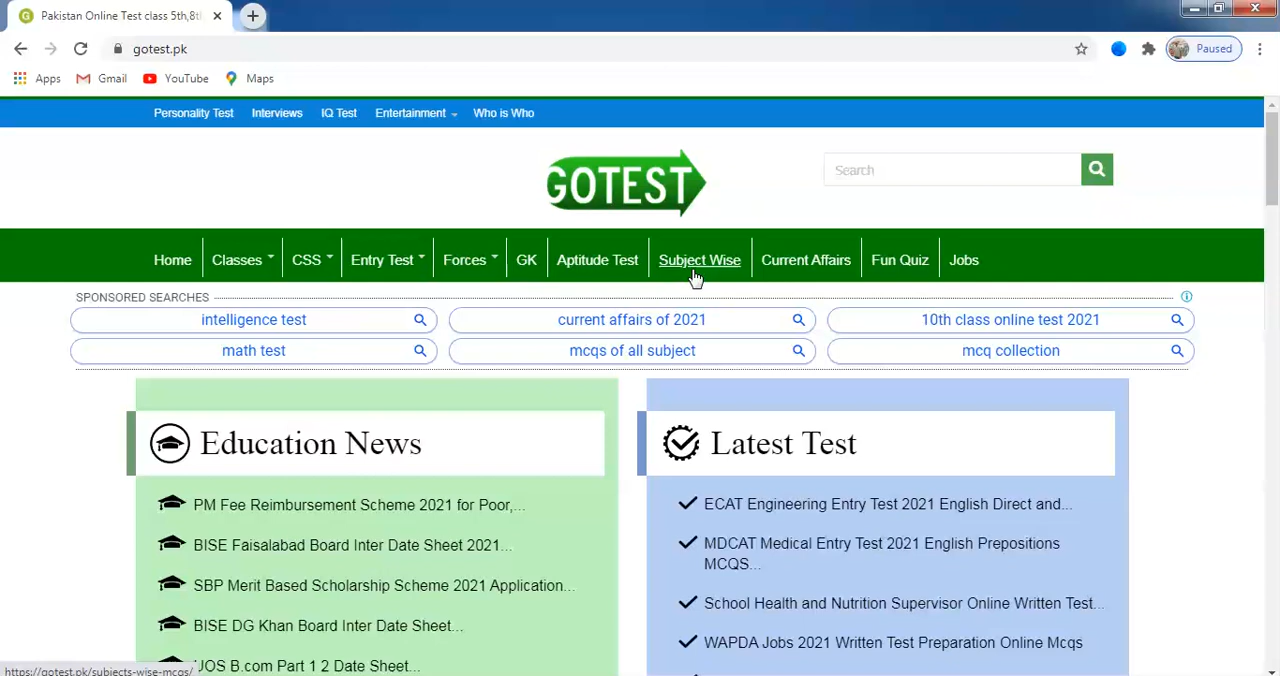 Pakistan Online Test class 5th,8th
gotest.pk
Paused
Apps Gmail YouTube Maps
Personality Test Interviews IQ Test Entertainment Who is Who
GOTEST
Search
Home Classes CSS Entry Test Forces GK Aptitude Test Subject Wise Current Affairs Fun Quiz Jobs
SPONSORED SEARCHES
intelligence test current affairs of 2021 10th class online test 2021
math test mcqs of all subject mcq collection
Education News
PM Fee Reimbursement Scheme 2021 for Poor,...
BISE Faisalabad Board Inter Date Sheet 2021...
SBP Merit Based Scholarship Scheme 2021 Application...
BISE DG Khan Board Inter Date Sheet...
UOS B.com Part 1 2 Date Sheet...
Latest Test
ECAT Engineering Entry Test 2021 English Direct and...
MDCAT Medical Entry Test 2021 English Prepositions
MCQS...
School Health and Nutrition Supervisor Online Written Test...
WAPDA Jobs 2021 Written Test Preparation Online Mcqs
https://gotest.pk/subjects-wise-mcqs/